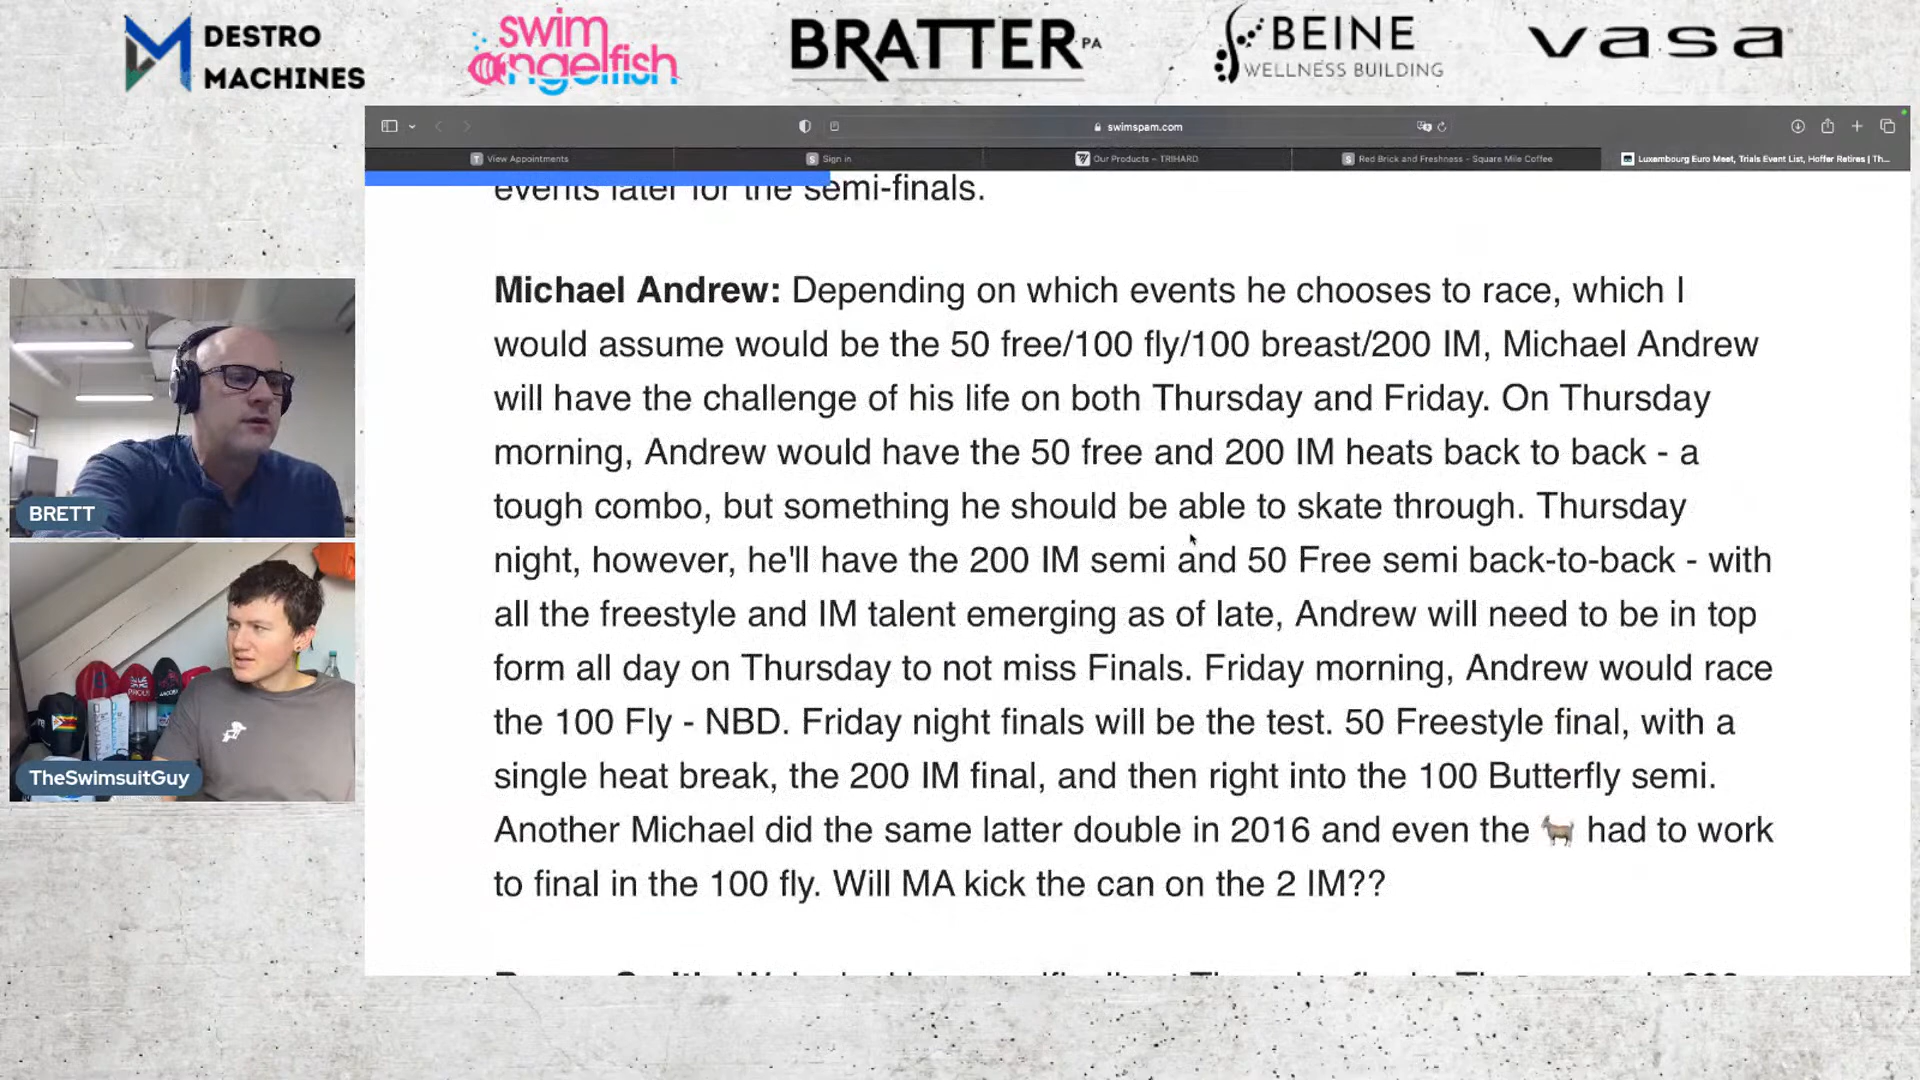 DESTRO
MACHINES
swim
angelfish
BRATTER PA
BEINE
WELLNESS BUILDING
vasa
swimspam.com
View Appointments
Sign in
Our Products – TRIHARD
Red Brick and Freshness - Square Mile Coffee
Luxembourg Euro Meet, Trials Event List, Hoffer Retires | Th...
events later for the semi-finals.
Michael Andrew: Depending on which events he chooses to race, which I
would assume would be the 50 free/100 fly/100 breast/200 IM, Michael Andrew
will have the challenge of his life on both Thursday and Friday. On Thursday
morning, Andrew would have the 50 free and 200 IM heats back to back - a
tough combo, but something he should be able to skate through. Thursday
night, however, he'll have the 200 IM semi and 50 Free semi back-to-back - with
all the freestyle and IM talent emerging as of late, Andrew will need to be in top
form all day on Thursday to not miss Finals. Friday morning, Andrew would race
the 100 Fly - NBD. Friday night finals will be the test. 50 Freestyle final, with a
single heat break, the 200 IM final, and then right into the 100 Butterfly semi.
Another Michael did the same latter double in 2016 and even the 🐐 had to work
to final in the 100 fly. Will MA kick the can on the 2 IM??
BRETT
TheSwimsuitGuy